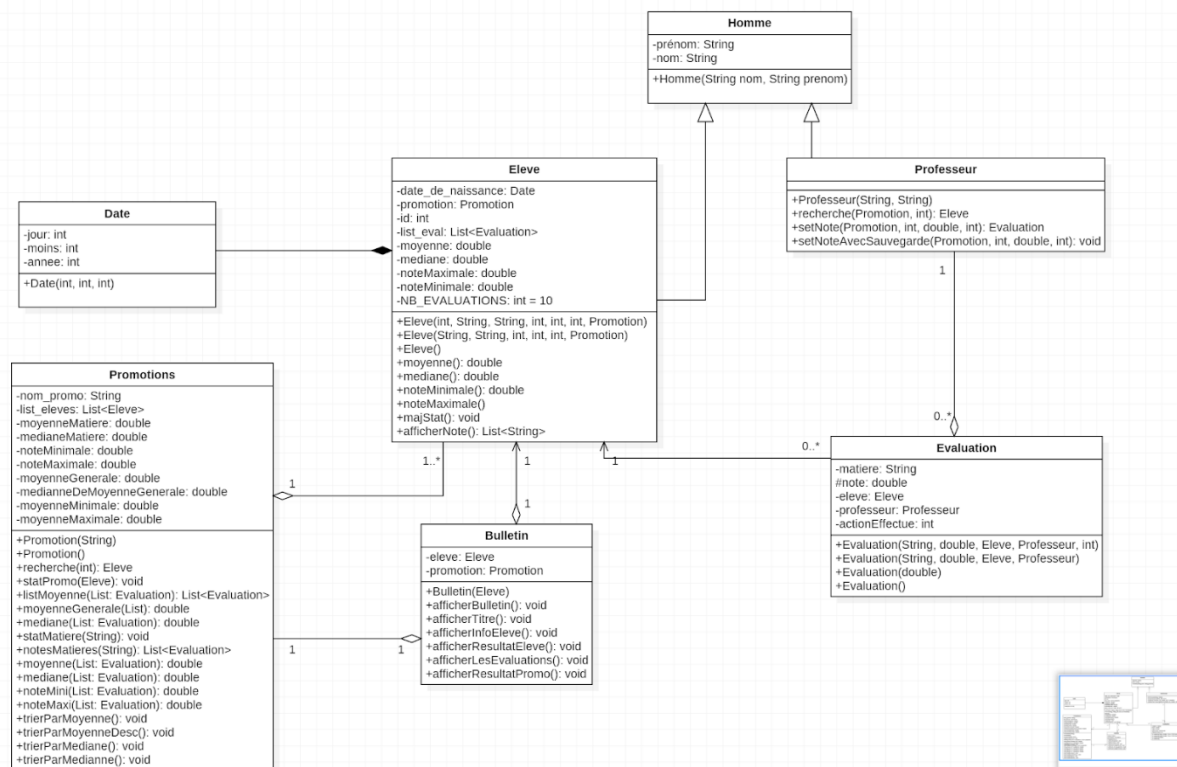 Homme
-prénom: String
-nom: String
+Homme(String nom, String prenom)
Eleve
-date_de_naissance: Date
-promotion: Promotion
-id: int
-list_eval: List<Evaluation>
-moyenne: double
-mediane: double
-noteMaximale: double
-noteMinimale: double
-NB_EVALUATIONS: int = 10
+Eleve(int, String, String, int, int, int, Promotion)
+Eleve(String, String, int, int, int, Promotion)
+Eleve()
+moyenne(): double
+mediane(): double
+noteMinimale(): double
+noteMaximale()
+majStat(): void
+afficherNote(): List<String>
Professeur
+Professeur(String, String)
+recherche(Promotion, int): Eleve
+setNote(Promotion, int, double, int): Evaluation
+setNoteAvecSauvegarde(Promotion, int, double, int): void
Date
-jour: int
-moins: int
-annee: int
+Date(int, int, int)
1
0..*
0..*
1
1..*
1
1
1
Promotions
-nom_promo: String
-list_eleves: List<Eleve>
-moyenneMatiere: double
-medianeMatiere: double
-noteMinimale: double
-noteMaximale: double
-moyenneGenerale: double
-medianneDeMoyenneGenerale: double
-moyenneMinimale: double
-moyenneMaximale: double
+Promotion(String)
+Promotion()
+recherche(int): Eleve
+statPromo(Eleve): void
+listMoyenne(List: Evaluation): List<Evaluation>
+moyenneGenerale(List): double
+mediane(List: Evaluation): double
+statMatiere(String): void
+notesMatieres(String): List<Evaluation>
+moyenne(List: Evaluation): double
+mediane(List: Evaluation): double
+noteMini(List: Evaluation): double
+noteMaxi(List: Evaluation): double
+trierParMoyenne(): void
+trierParMoyenneDesc(): void
+trierParMediane(): void
+trierParMedianne(): void
1
1
Bulletin
-eleve: Eleve
-promotion: Promotion
+Bulletin(Eleve)
+afficherBulletin(): void
+afficherTitre(): void
+afficherInfoEleve(): void
+afficherResultatEleve(): void
+afficherLesEvaluations(): void
+afficherResultatPromo(): void
Evaluation
-matiere: String
#note: double
-eleve: Eleve
-professeur: Professeur
-actionEffectue: int
+Evaluation(String, double, Eleve, Professeur, int)
+Evaluation(String, double, Eleve, Professeur)
+Evaluation(double)
+Evaluation()